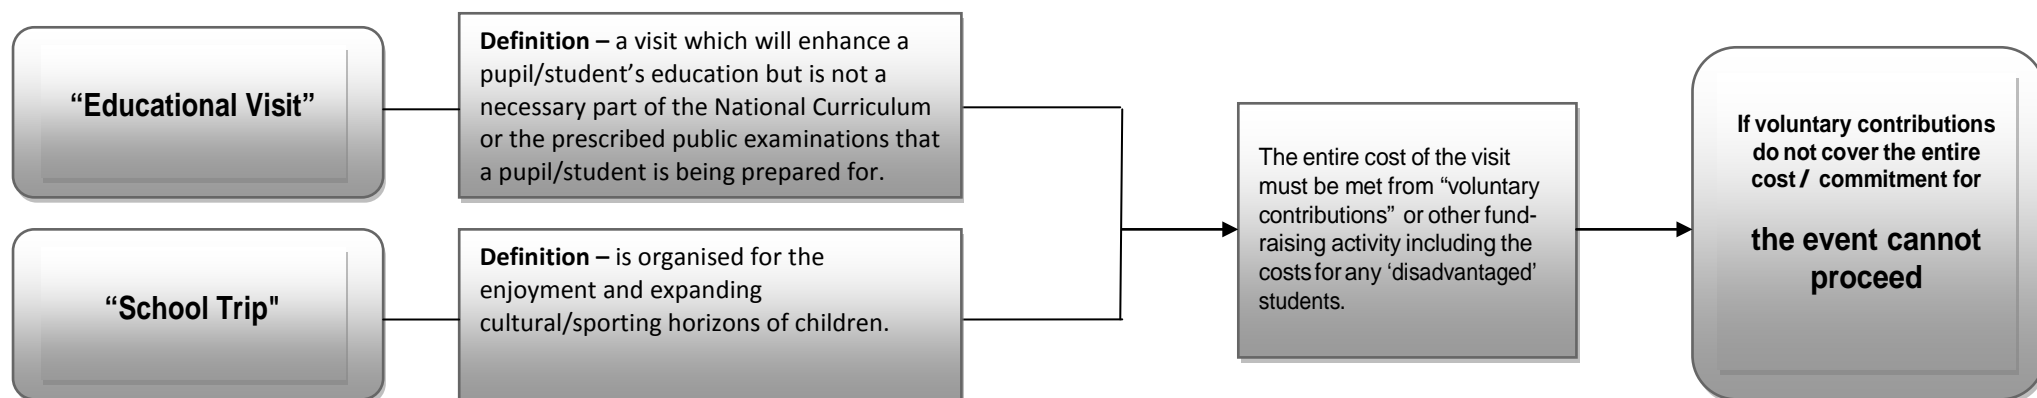 “Educational Visit”
Definition – a visit which will enhance a
pupil/student’s education but is not a
necessary part of the National Curriculum
or the prescribed public examinations that
a pupil/student is being prepared for.
“School Trip"
Definition – is organised for the
enjoyment and expanding
cultural/sporting horizons of children.
The entire cost of the visit
must be met from “voluntary
contributions” or other fund-
raising activity including the
costs for any ‘disadvantaged’
students.
If voluntary contributions
do not cover the entire
cost / commitment for
the event cannot
proceed